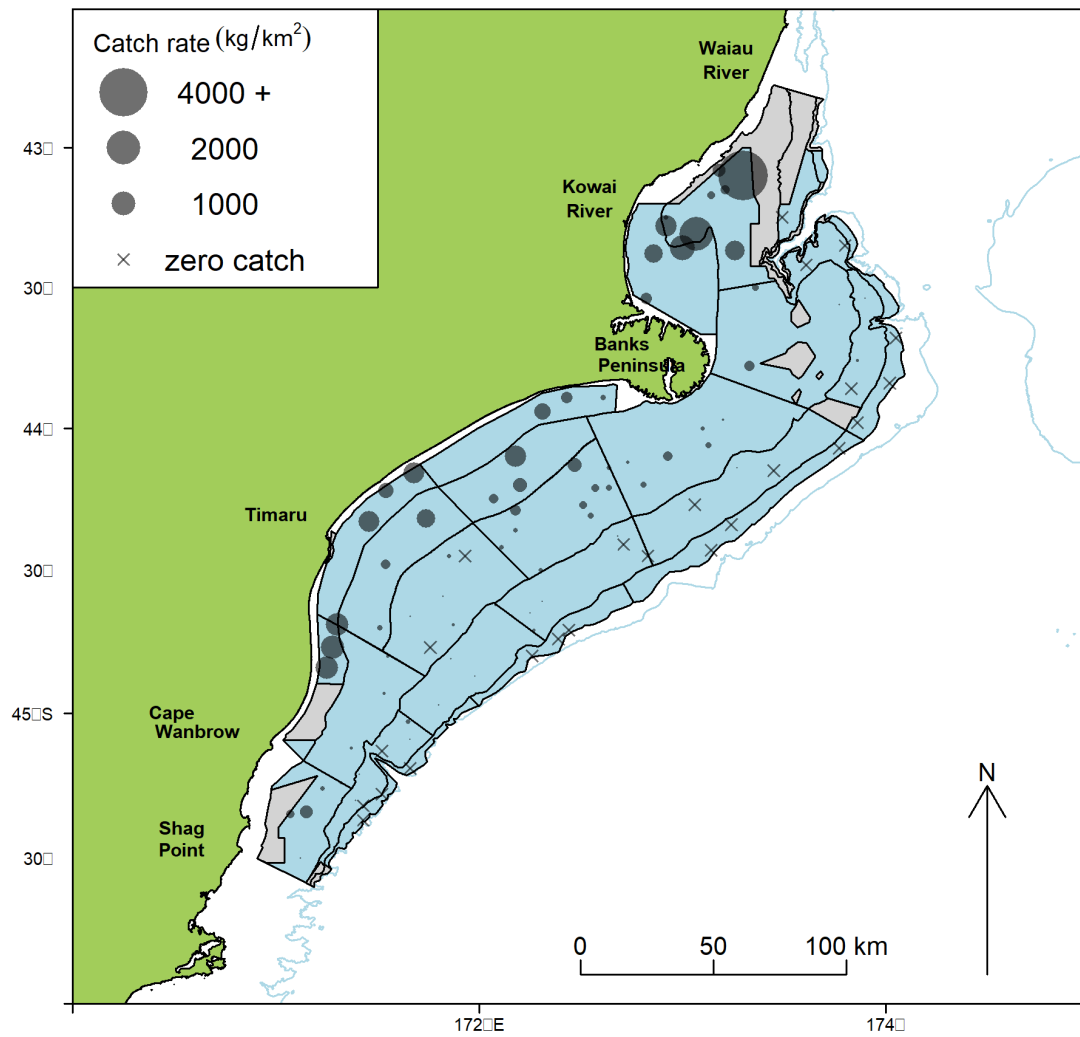 Catch rate (kg/km²)
4000 +
2000
1000
zero catch
Waiau
River
43□
Kowai
River
30□
Banks
Peninsula
44□
Timaru
30□
45□S
Cape
Wanbrow
N
Shag
Point
30□
0 50 100 km
172□E 174□